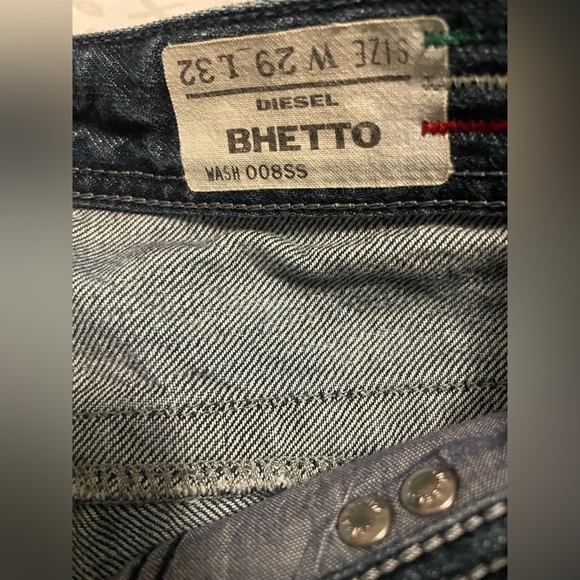 SIZE W 29 L 32
DIESEL
BHETTO
WASH 008SS